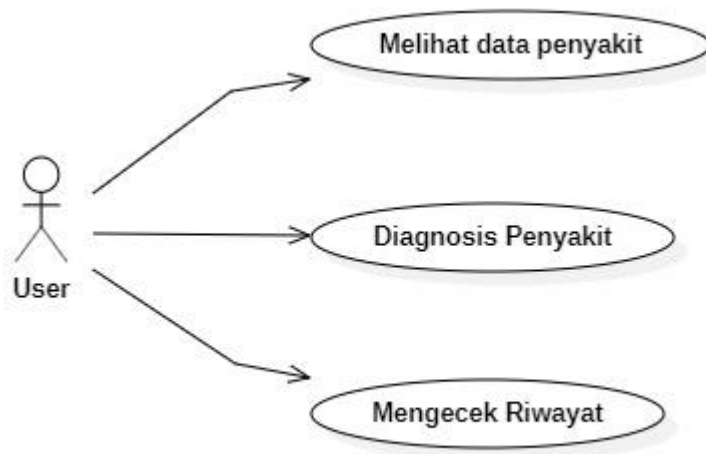 Melihat data penyakit
Diagnosis Penyakit
User
Mengecek Riwayat